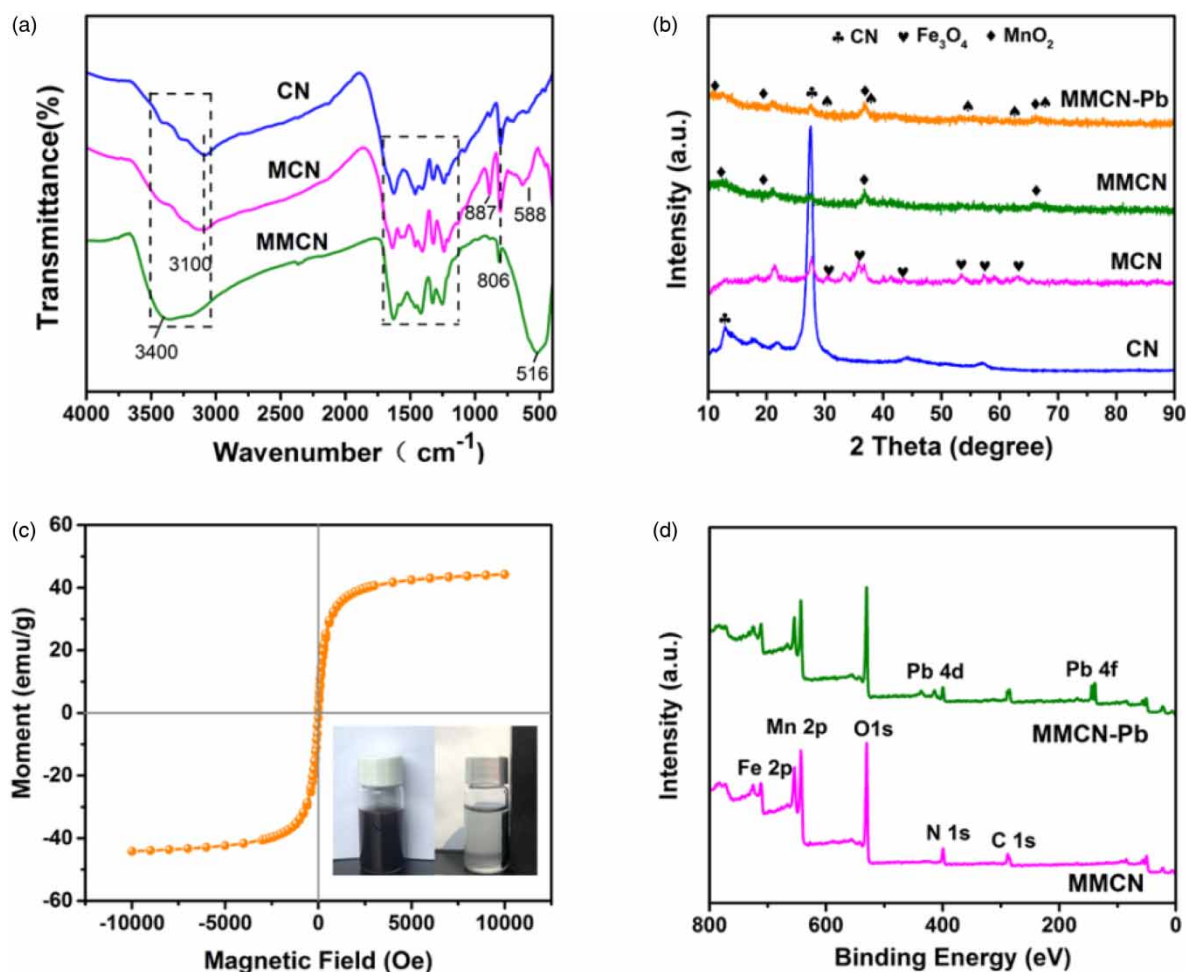 (a)
Transmittance(%)
CN
MCN
MMCN
3100
3400
887
806
588
516
4000 3500 3000 2500 2000 1500 1000 500
Wavenumber（ cm⁻¹)
(b)
Intensity (a.u.)
♣ CN ♥ Fe₃O₄ ♦ MnO₂
MMCN-Pb
MMCN
MCN
CN
10 20 30 40 50 60 70 80 90
2 Theta (degree)
(c)
Moment (emu/g)
60
40
20
0
-20
-40
-60
-10000 -5000 0 5000 10000
Magnetic Field (Oe)
(d)
Intensity (a.u.)
Pb 4d
Pb 4f
MMCN-Pb
Mn 2p
O1s
Fe 2p
N 1s
C 1s
MMCN
800 600 400 200 0
Binding Energy (eV)